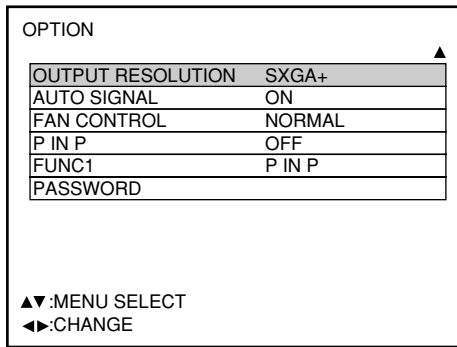 OPTION
▲
OUTPUT RESOLUTION SXGA+
AUTO SIGNAL ON
FAN CONTROL NORMAL
P IN P OFF
FUNC1 P IN P
PASSWORD
▲▼:MENU SELECT
◀▶:CHANGE